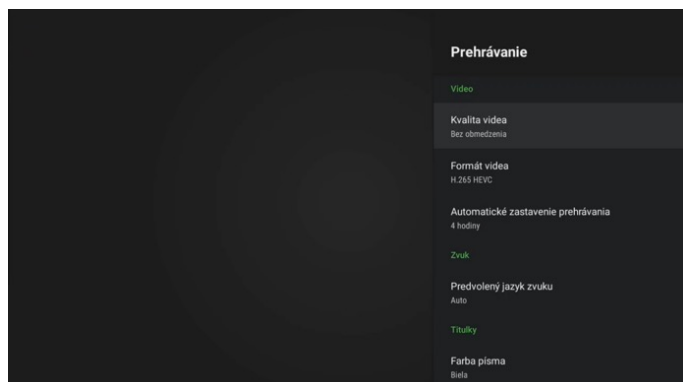 Prehrávanie
Video
Kvalita videa
Bez obmedzenia
Formát videa
H.265 HEVC
Automatické zastavenie prehrávania
4 hodiny
Zvuk
Predvolený jazyk zvuku
Auto
Titulky
Farba písma
Biela